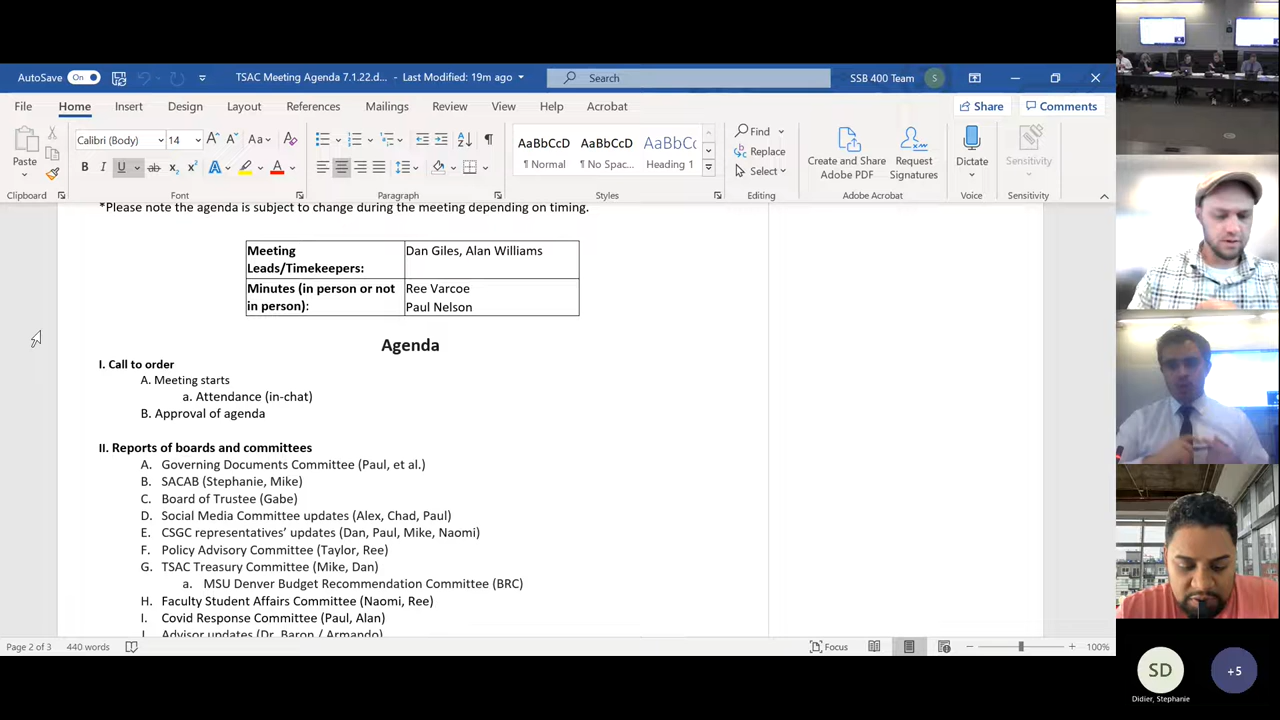 AutoSave On TSAC Meeting Agenda 7.1.22.d... - Last Modified: 19m ago Search SSB 400 Team S
File Home Insert Design Layout References Mailings Review View Help Acrobat Share Comments
Paste
Clipboard
Calibri (Body) 14
Font
Paragraph
AaBbCcD AaBbCcD AaBbCc
¶ Normal ¶ No Spac... Heading 1
Styles
Find
Replace
Select
Editing
Create and Share
Adobe PDF
Request
Signatures
Adobe Acrobat
Dictate
Voice
Sensitivity
Sensitivity
*Please note the agenda is subject to change during the meeting depending on timing.
Meeting
Leads/Timekeepers:
Dan Giles, Alan Williams
Minutes (in person or not
in person):
Ree Varcoe
Paul Nelson
Agenda
I. Call to order
A. Meeting starts
a. Attendance (in-chat)
B. Approval of agenda
II. Reports of boards and committees
A. Governing Documents Committee (Paul, et al.)
B. SACAB (Stephanie, Mike)
C. Board of Trustee (Gabe)
D. Social Media Committee updates (Alex, Chad, Paul)
E. CSGC representatives’ updates (Dan, Paul, Mike, Naomi)
F. Policy Advisory Committee (Taylor, Ree)
G. TSAC Treasury Committee (Mike, Dan)
a. MSU Denver Budget Recommendation Committee (BRC)
H. Faculty Student Affairs Committee (Naomi, Ree)
I. Covid Response Committee (Paul, Alan)
J. Advisor updates (Dr. Baron / Armando)
Page 2 of 3 440 words Focus 100%
SD
Didier, Stephanie
+5